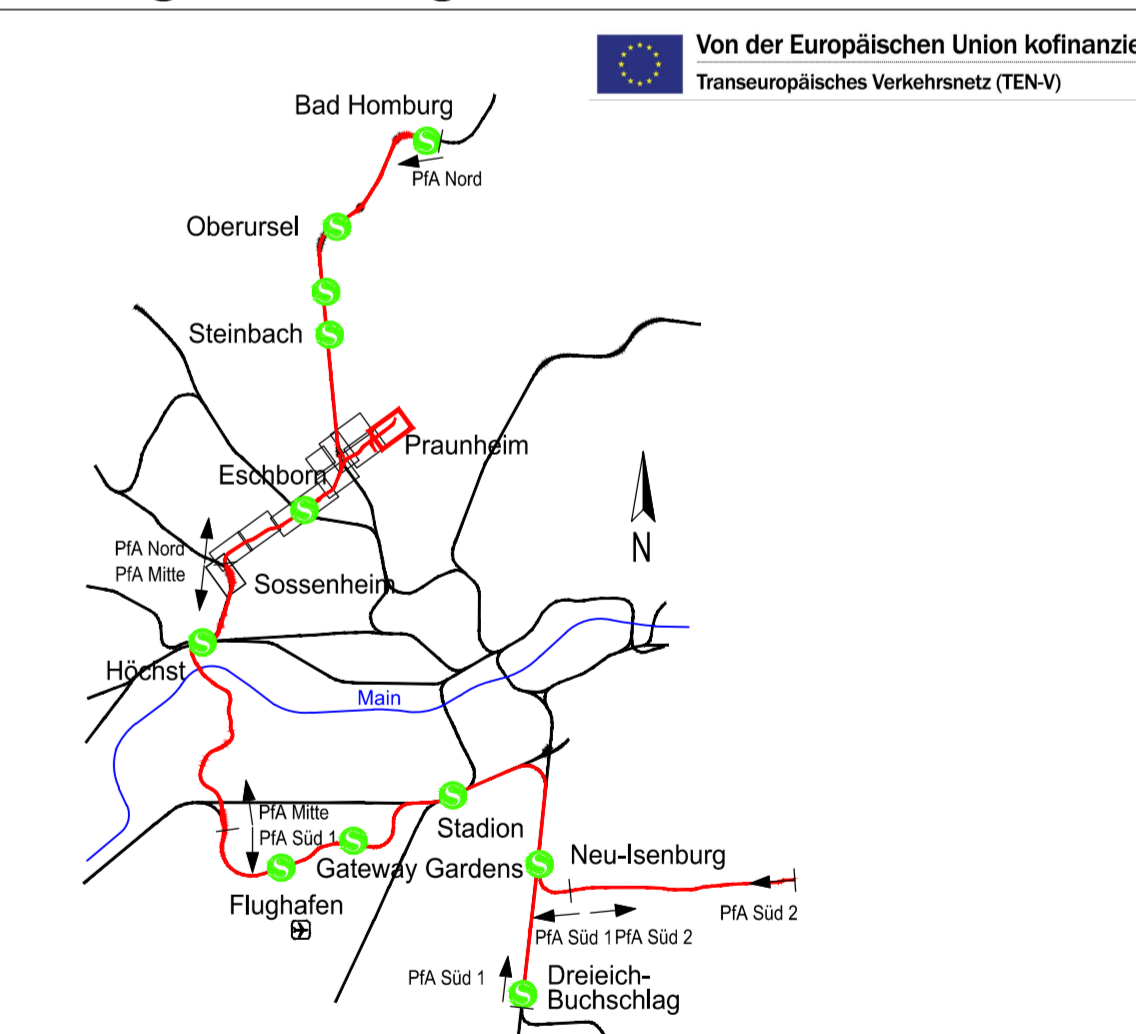 Von der Europäischen Union kofinanzie
Transeuropäisches Verkehrsnetz (TEN-V)
Bad Homburg
PfA Nord
Oberursel
Steinbach
Praunheim
Eschborn
N
PfA Nord
PfA Mitte
Sossenheim
Höchst
Main
PfA Mitte
PfA Süd 1
Stadion
Gateway Gardens
Neu-Isenburg
Flughafen
PfA Süd 2
PfA Süd 1
PfA Süd 2
PfA Süd 1
Dreieich-
Buchschlag